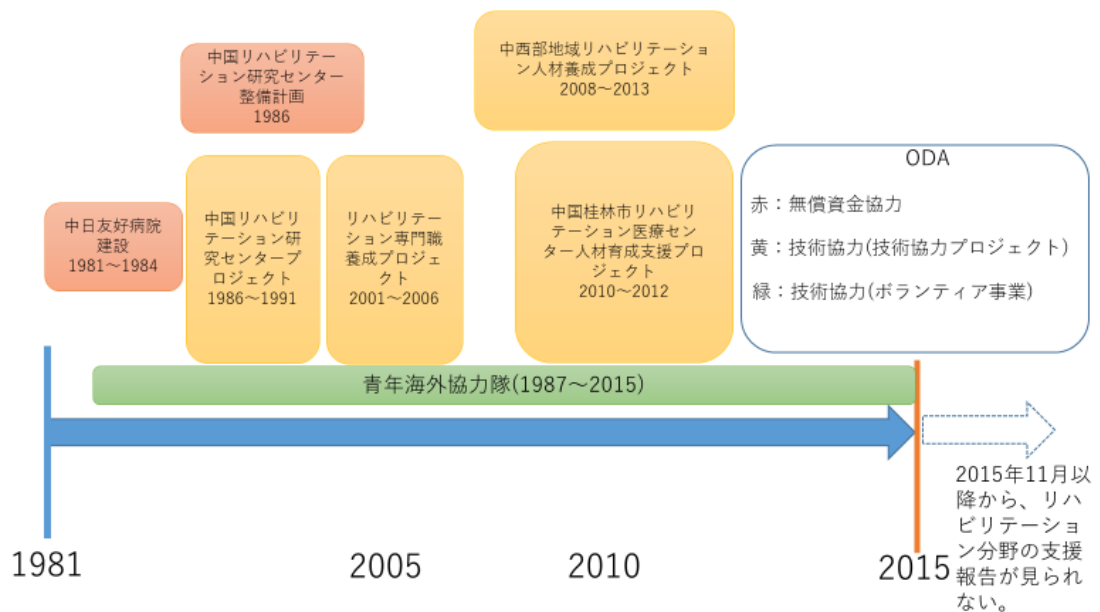 中国リハビリテー
ション研究センター
整備計画
1986
中西部地域リハビリテーショ
ン人材養成プロジェクト
2008～2013
中日友好病院
建設
1981～1984
中国リハビリ
テーション研
究センタープ
ロジェクト
1986～1991
リハビリテー
ション専門職
養成プロジェ
クト
2001～2006
中国桂林市リハビリ
テーション医療セン
ター人材育成支援プロ
ジェクト
2010～2012
ODA
赤：無償資金協力
黄：技術協力(技術協力プロジェクト)
緑：技術協力(ボランティア事業)
青年海外協力隊(1987～2015)
1981
2005
2010
2015
2015年11月以
降から、リハ
ビリテーショ
ン分野の支援
報告が見られ
ない。